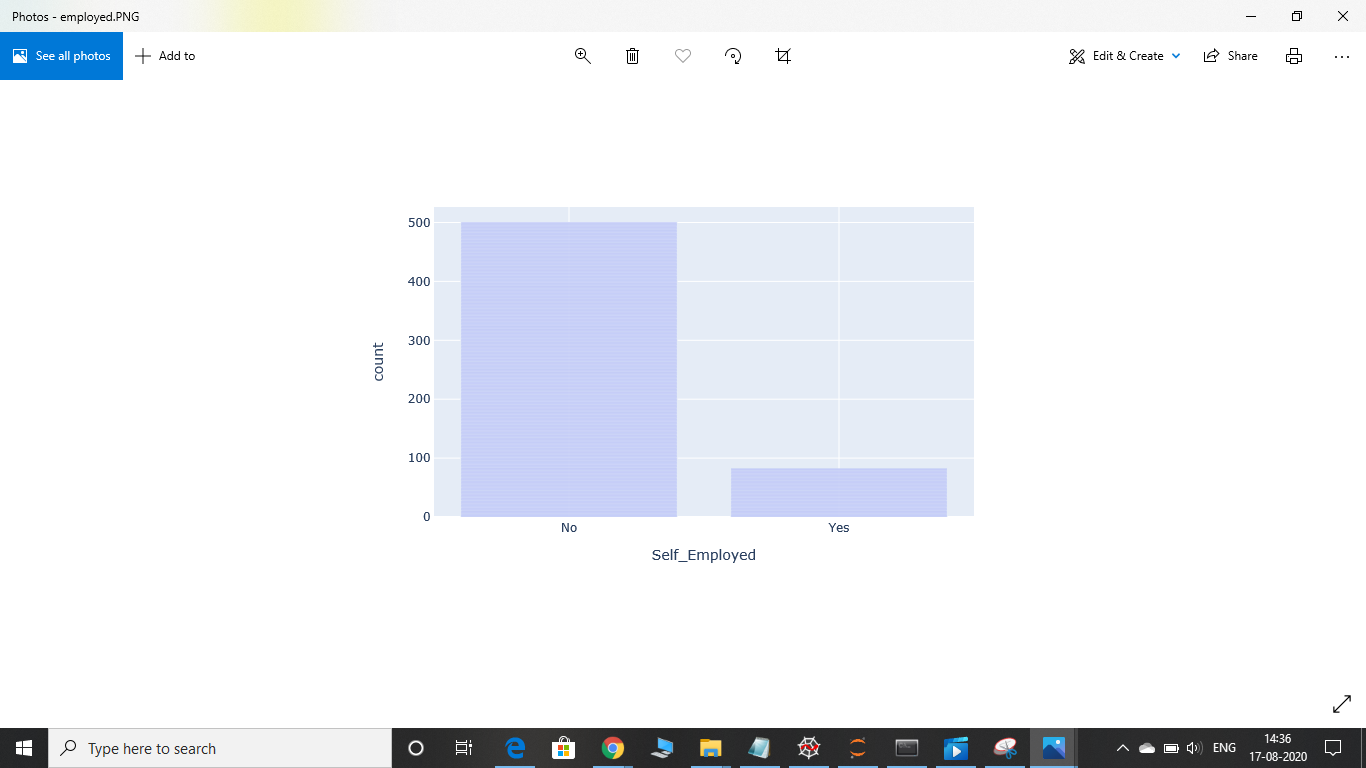 Photos - employed.PNG
See all photos
Add to
Edit & Create
Share
500
400
300
200
100
0
count
No
Yes
Self_Employed
Type here to search
ENG
14:36
17-08-2020